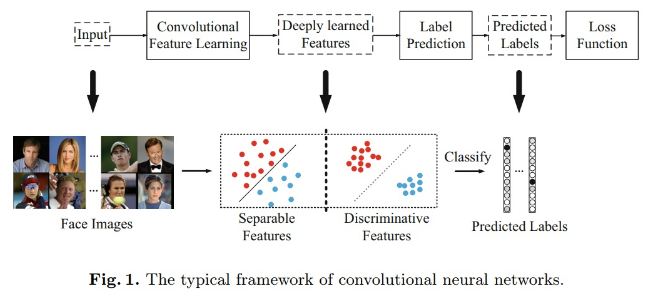 Input
Convolutional
Feature Learning
Deeply learned
Features
Label
Prediction
Predicted
Labels
Loss
Function
...
...
Face Images
Separable
Features
Discriminative
Features
Classify
...
Predicted Labels
Fig. 1. The typical framework of convolutional neural networks.